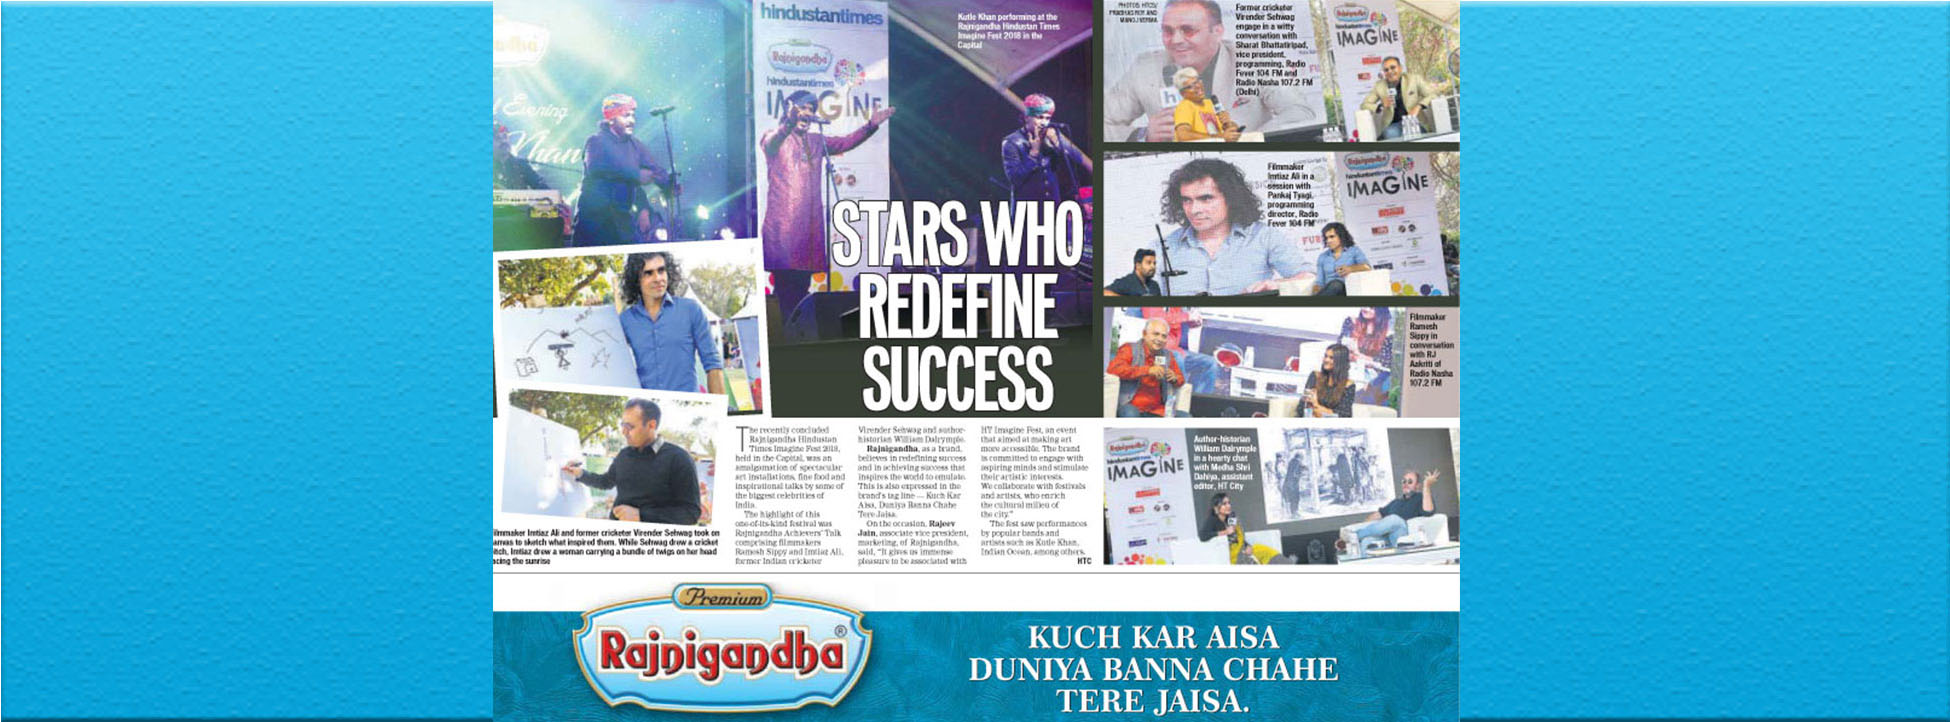 hindustantimes
Kutle Khan performing at the
Rajnigandha Hindustan Times
Imagine Fest 2018 in the
Capital
Rajnigandha
hindustantimes
IMAGINE
Evening
Khan
STARS WHO
REDEFINE
SUCCESS
PHOTOS: HTCS/
PRABHAS ROY AND
MANOJ VERMA
Former cricketer
Virender Sehwag
engage in a witty
conversation with
Sharat Bhattatiripad,
vice president,
programming, Radio
Fever 104 FM and
Radio Nasha 107.2 FM
(Delhi)
Rajnigandha
IMAGINE
Filmmaker
Imtiaz Ali in a
session with
Pankaj Tyagi,
programming
director, Radio
Fever 104 FM
Rajnigandha
hindustantimes
IMAGINE
Filmmaker
Ramesh
Sippy in
conversation
with RJ
Aakriti of
Radio Nasha
107.2 FM
Author-historian
William Dalrymple
in a hearty chat
with Medha Shri
Dahiya, assistant
editor, HT City
Rajnigandha
IMAGINE
ilmmaker Imtiaz Ali and former cricketer Virender Sehwag took on
anvas to sketch what inspired them. While Sehwag drew a cricket
itch, Imtiaz drew a woman carrying a bundle of twigs on her head
acing the sunrise
The recently concluded
Rajnigandha Hindustan
Times Imagine Fest 2018,
held in the Capital, was an
amalgamation of spectacular
art installations, fine food and
inspirational talks by some of
the biggest celebrities of
India.
The highlight of this
one-of-its-kind festival was
Rajnigandha Achievers' Talk
comprising filmmakers
Ramesh Sippy and Imtiaz Ali,
former Indian cricketer
Virender Sehwag and author-
historian William Dalrymple.
Rajnigandha, as a brand,
believes in redefining success
and in achieving success that
inspires the world to emulate.
This is also expressed in the
brand's tag line — Kuch Kar
Aisa, Duniya Banna Chahe
Tere Jaisa.
On the occasion, Rajeev
Jain, associate vice president,
marketing, of Rajnigandha,
said, "It gives us immense
pleasure to be associated with
HT Imagine Fest, an event
that aimed at making art
more accessible. The brand
is committed to engage with
aspiring minds and stimulate
their artistic interests.
We collaborate with festivals
and artists, who enrich
the cultural milieu of
the city."
The fest saw performances
by popular bands and
artists such as Kutle Khan,
Indian Ocean, among others.
HTC
Premium
Rajnigandha®
KUCH KAR AISA
DUNIYA BANNA CHAHE
TERE JAISA.